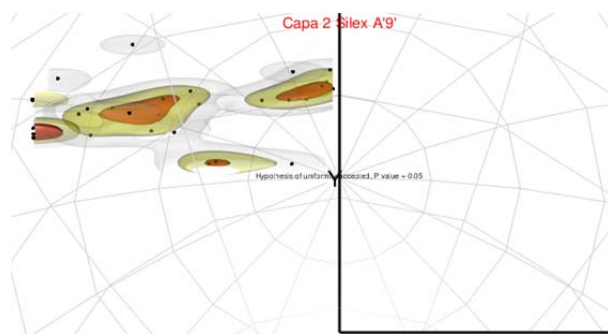 Capa 2 Silex A'9'
Hypothesis of uniformity accepted, P value = 0.05
Y